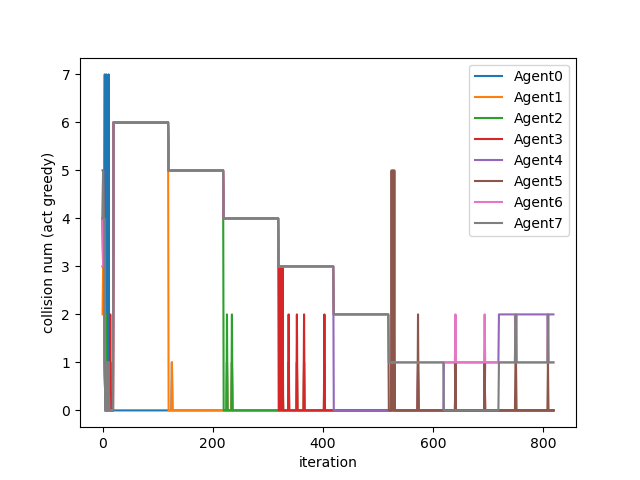 collision num (act greedy)
7
6
5
4
3
2
1
0
Agent0
Agent1
Agent2
Agent3
Agent4
Agent5
Agent6
Agent7
0 200 400 600 800
iteration